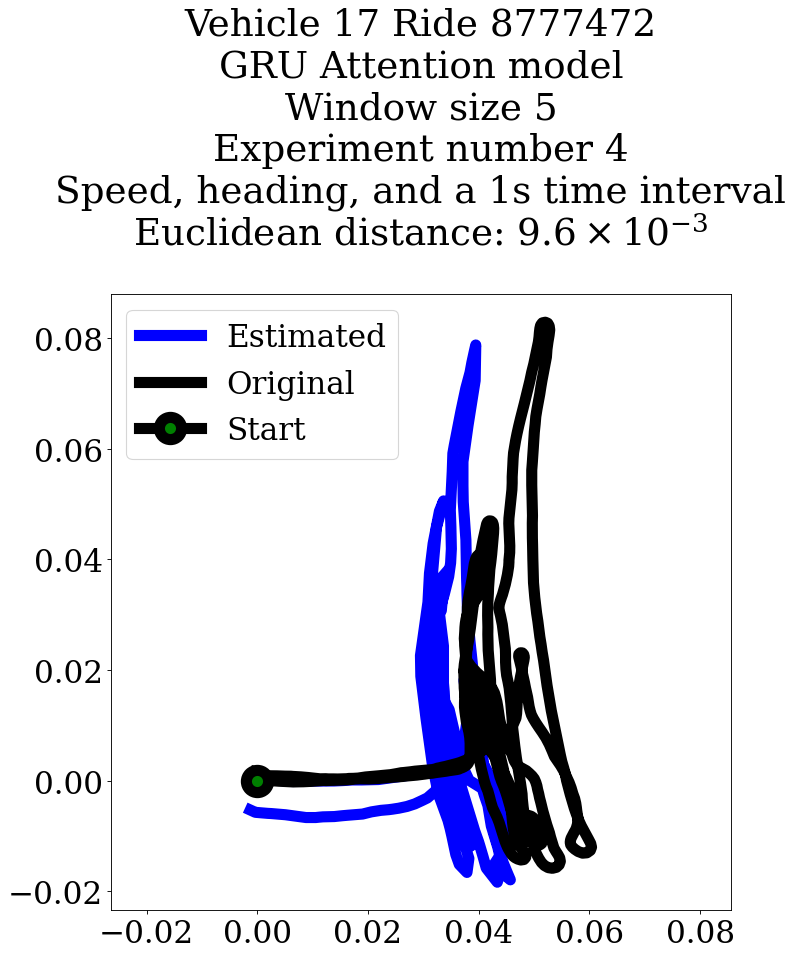 Vehicle 17 Ride 8777472
GRU Attention model
Window size 5
Experiment number 4
Speed, heading, and a 1s time interval
Euclidean distance: 9.6 × 10⁻³
Estimated
Original
Start
0.08
0.06
0.04
0.02
0.00
−0.02
−0.02 0.00 0.02 0.04 0.06 0.08